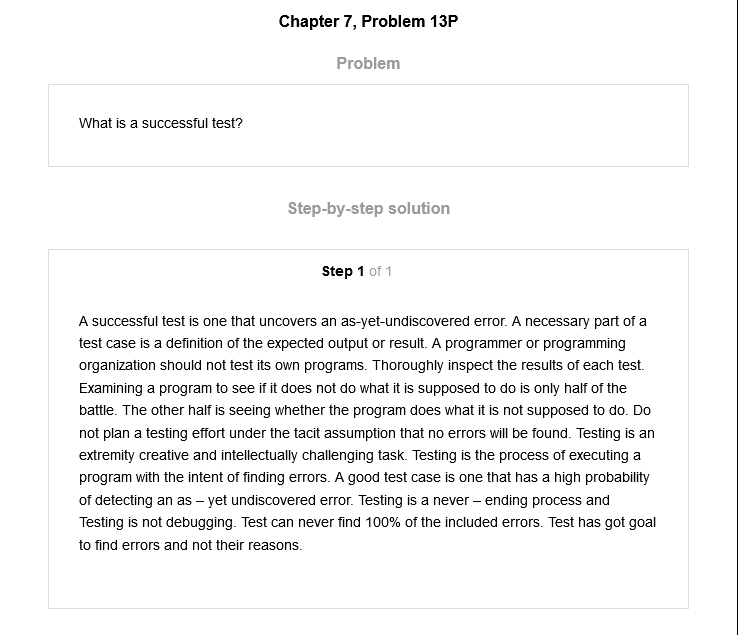 Chapter 7, Problem 13P
Problem
What is a successful test?
Step-by-step solution
Step 1 of 1
A successful test is one that uncovers an as-yet-undiscovered error. A necessary part of a
test case is a definition of the expected output or result. A programmer or programming
organization should not test its own programs. Thoroughly inspect the results of each test.
Examining a program to see if it does not do what it is supposed to do is only half of the
battle. The other half is seeing whether the program does what it is not supposed to do. Do
not plan a testing effort under the tacit assumption that no errors will be found. Testing is an
extremity creative and intellectually challenging task. Testing is the process of executing a
program with the intent of finding errors. A good test case is one that has a high probability
of detecting an as – yet undiscovered error. Testing is a never – ending process and
Testing is not debugging. Test can never find 100% of the included errors. Test has got goal
to find errors and not their reasons.